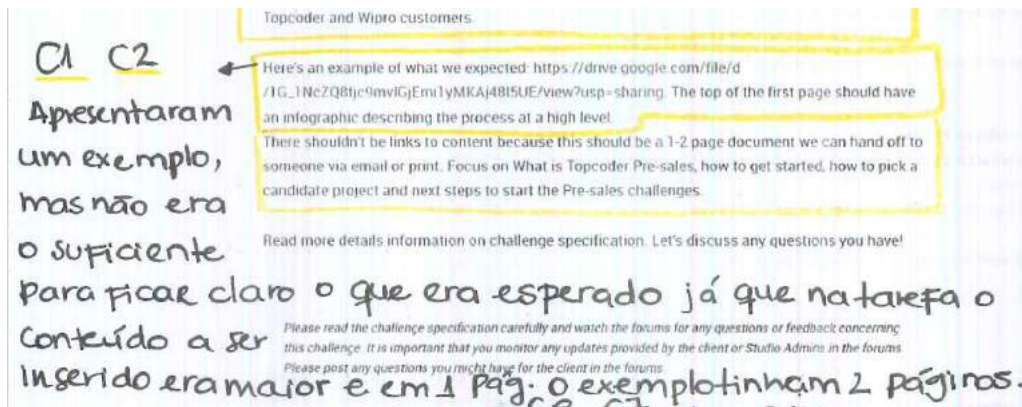 Topcoder and Wipro customers.
C1 C2
Here's an example of what we expected: https://drive.google.com/file/d
The top of the first page should have
an infographic describing the process at a high level.
There shouldn't be links to content because this should be a 1-2 page document we can hand off to
someone via email or print. Focus on What is Topcoder Pre-sales, how to get started, how to pick a
candidate project and next steps to start the Pre-sales challenges.
Apresentaram
um exemplo,
mas não era
o suficiente
Read more details information on challenge specification. Let's discuss any questions you have!
para ficar claro o que era esperado já que na tarefa o
conteúdo a ser
Please read the challenge specification carefully and watch the forums for any questions or feedback concerning
this challenge. It is important that you monitor any updates provided by the client or Studio Admins in the forums.
Please post any questions you might have for the client in the forums.
inserido era maior e em 1 pág. o exemplo tinham 2 páginas.